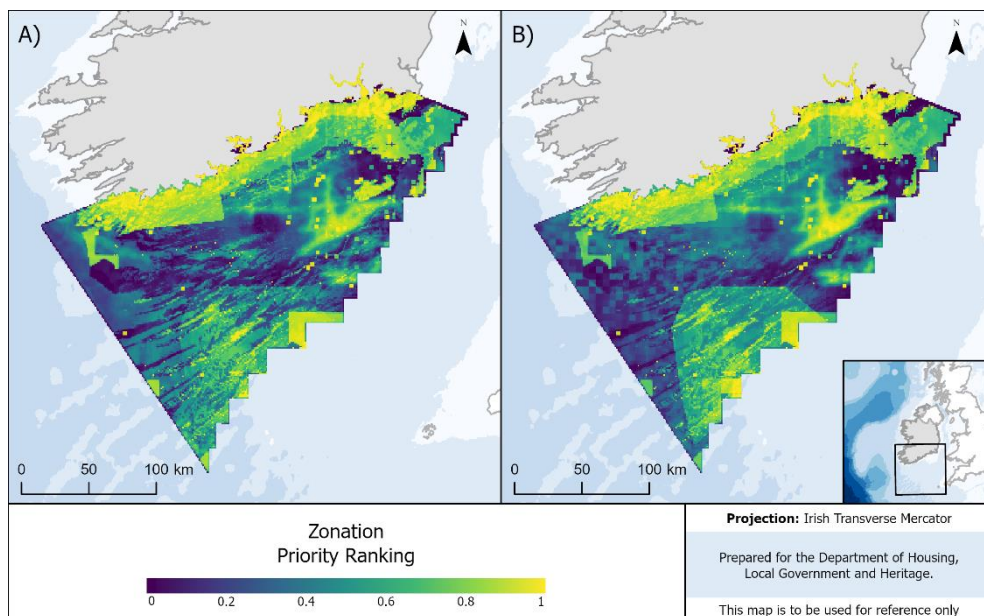 A)
N
0 50 100 km
B)
N
0 50 100 km
Zonation
Priority Ranking
0 0.2 0.4 0.6 0.8 1
Projection: Irish Transverse Mercator
Prepared for the Department of Housing,
Local Government and Heritage.
This map is to be used for reference only